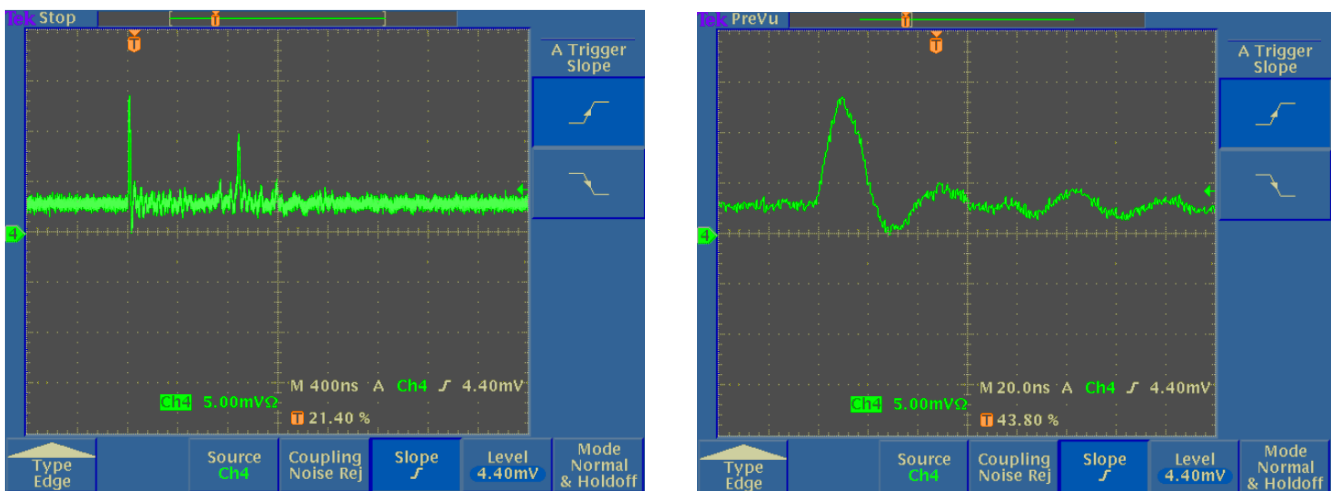 Tek Stop
T
T
A Trigger
Slope
4
M 400ns A Ch4 4.40mV
Ch4 5.00mVΩ
T 21.40 %
Type
Edge
Source
Ch4
Coupling
Noise Rej
Slope
Level
4.40mV
Mode
Normal
& Holdoff
Tek PreVu
T
T
A Trigger
Slope
4
M 20.0ns A Ch4 4.40mV
Ch4 5.00mVΩ
T 43.80 %
Type
Edge
Source
Ch4
Coupling
Noise Rej
Slope
Level
4.40mV
Mode
Normal
& Holdoff